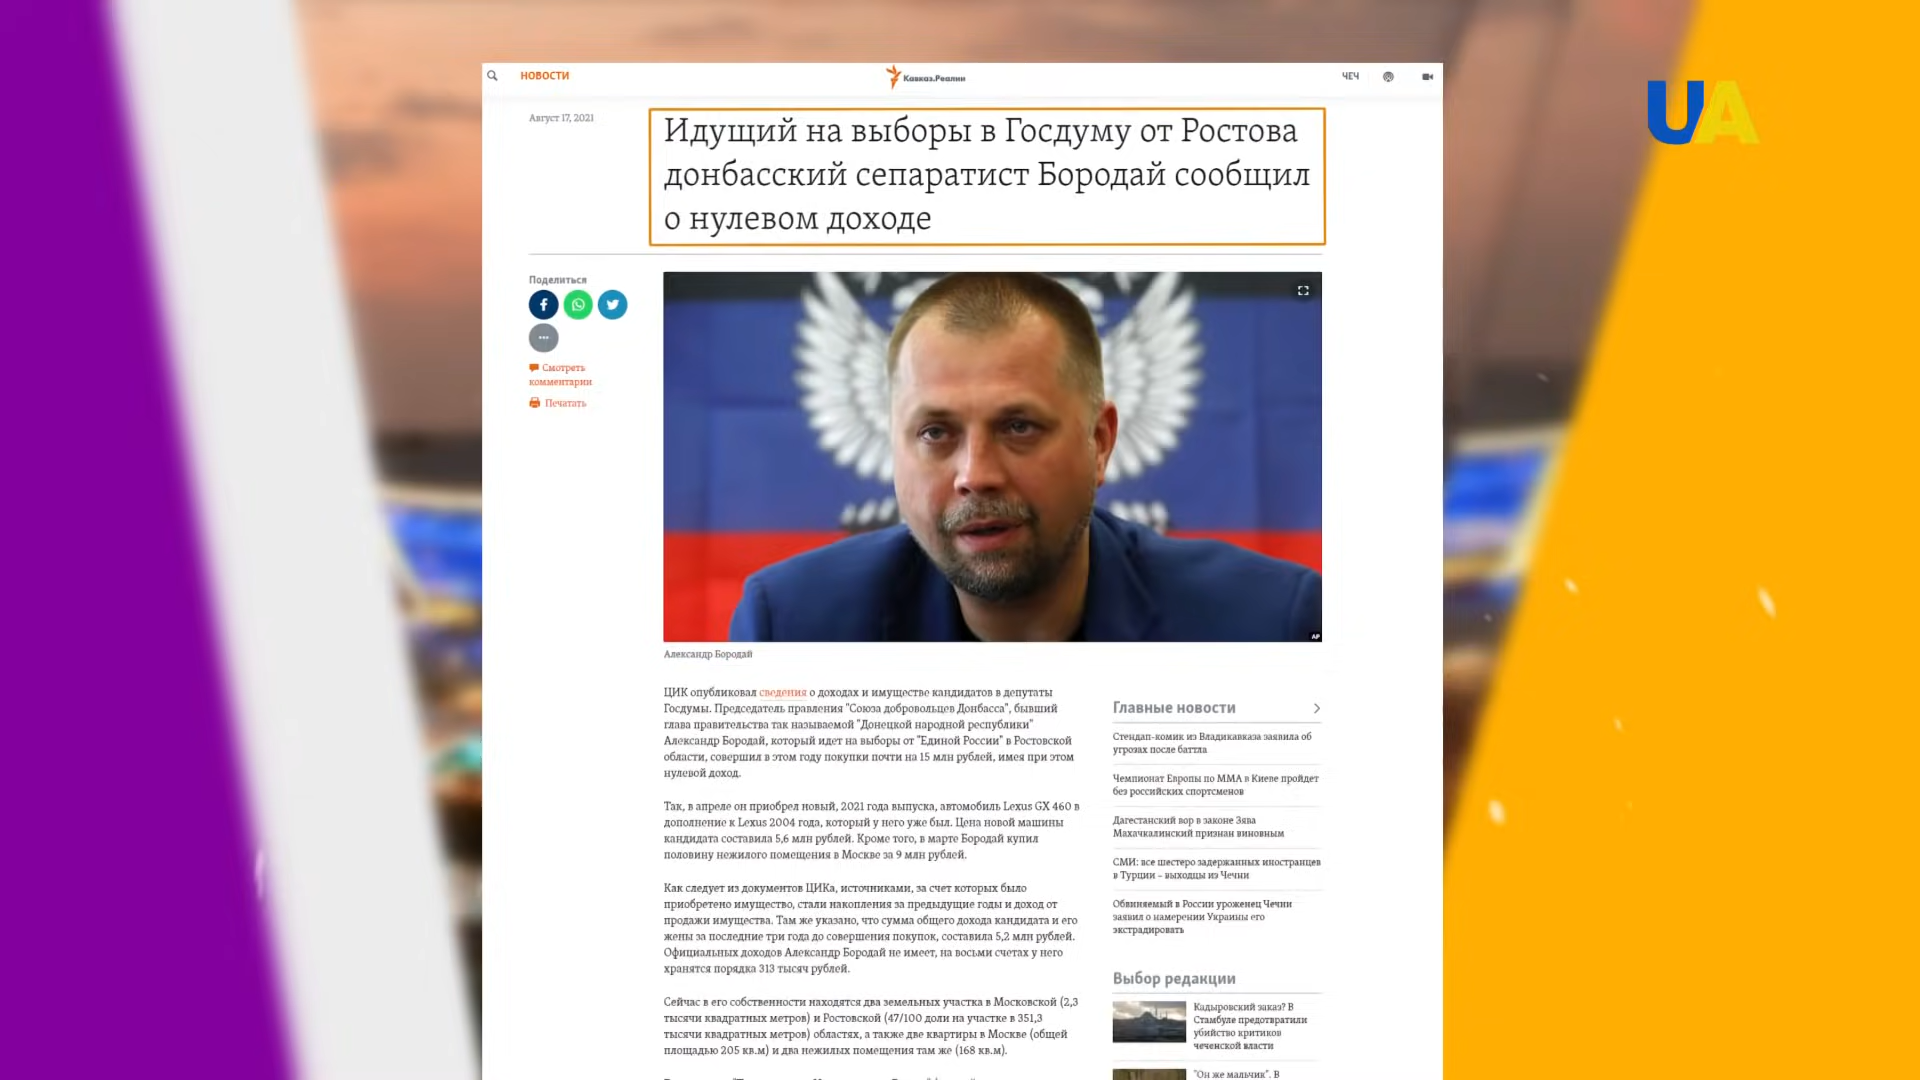 НОВОСТИ
Кавказ.Реалии
ЧЕЧ
UA
Август 17, 2021
Идущий на выборы в Госдуму от Ростова
донбасский сепаратист Бородай сообщил
о нулевом доходе
Поделиться
Смотреть
комментарии
Печатать
AP
Александр Бородай
ЦИК опубликовал сведения о доходах и имуществе кандидатов в депутаты
Госдумы. Председатель правления "Союза добровольцев Донбасса", бывший
глава правительства так называемой "Донецкой народной республики"
Александр Бородай, который идет на выборы от "Единой России" в Ростовской
области, совершил в этом году покупки почти на 15 млн рублей, имея при этом
нулевой доход.
Так, в апреле он приобрел новый, 2021 года выпуска, автомобиль Lexus GX 460 в
дополнение к Lexus 2004 года, который у него уже был. Цена новой машины
кандидата составила 5,6 млн рублей. Кроме того, в марте Бородай купил
половину нежилого помещения в Москве за 9 млн рублей.
Как следует из документов ЦИКа, источниками, за счет которых было
приобретено имущество, стали накопления за предыдущие годы и доход от
продажи имущества. Там же указано, что сумма общего дохода кандидата и его
жены за последние три года до совершения покупок, составила 5,2 млн рублей.
Официальных доходов Александр Бородай не имеет, на восьми счетах у него
хранятся порядка 313 тысяч рублей.
Сейчас в его собственности находятся два земельных участка в Московской (2,3
тысячи квадратных метров) и Ростовской (47/100 доли на участке в 351,3
тысячи квадратных метров) областях, а также две квартиры в Москве (общей
площадью 205 кв.м) и два нежилых помещения там же (168 кв.м).
Главные новости
Стендап-комик из Владикавказа заявила об
угрозах после баттла
Чемпионат Европы по ММА в Киеве пройдет
без российских спортсменов
Дагестанский вор в законе Зява
Махачкалинский признан виновным
СМИ: все шестеро задержанных иностранцев
в Турции – выходцы из Чечни
Обвиняемый в России уроженец Чечни
заявил о намерении Украины его
экстрадировать
Выбор редакции
Кадыровский заказ? В
Стамбуле предотвратили
убийство критиков
чеченской власти
"Он же мальчик". В